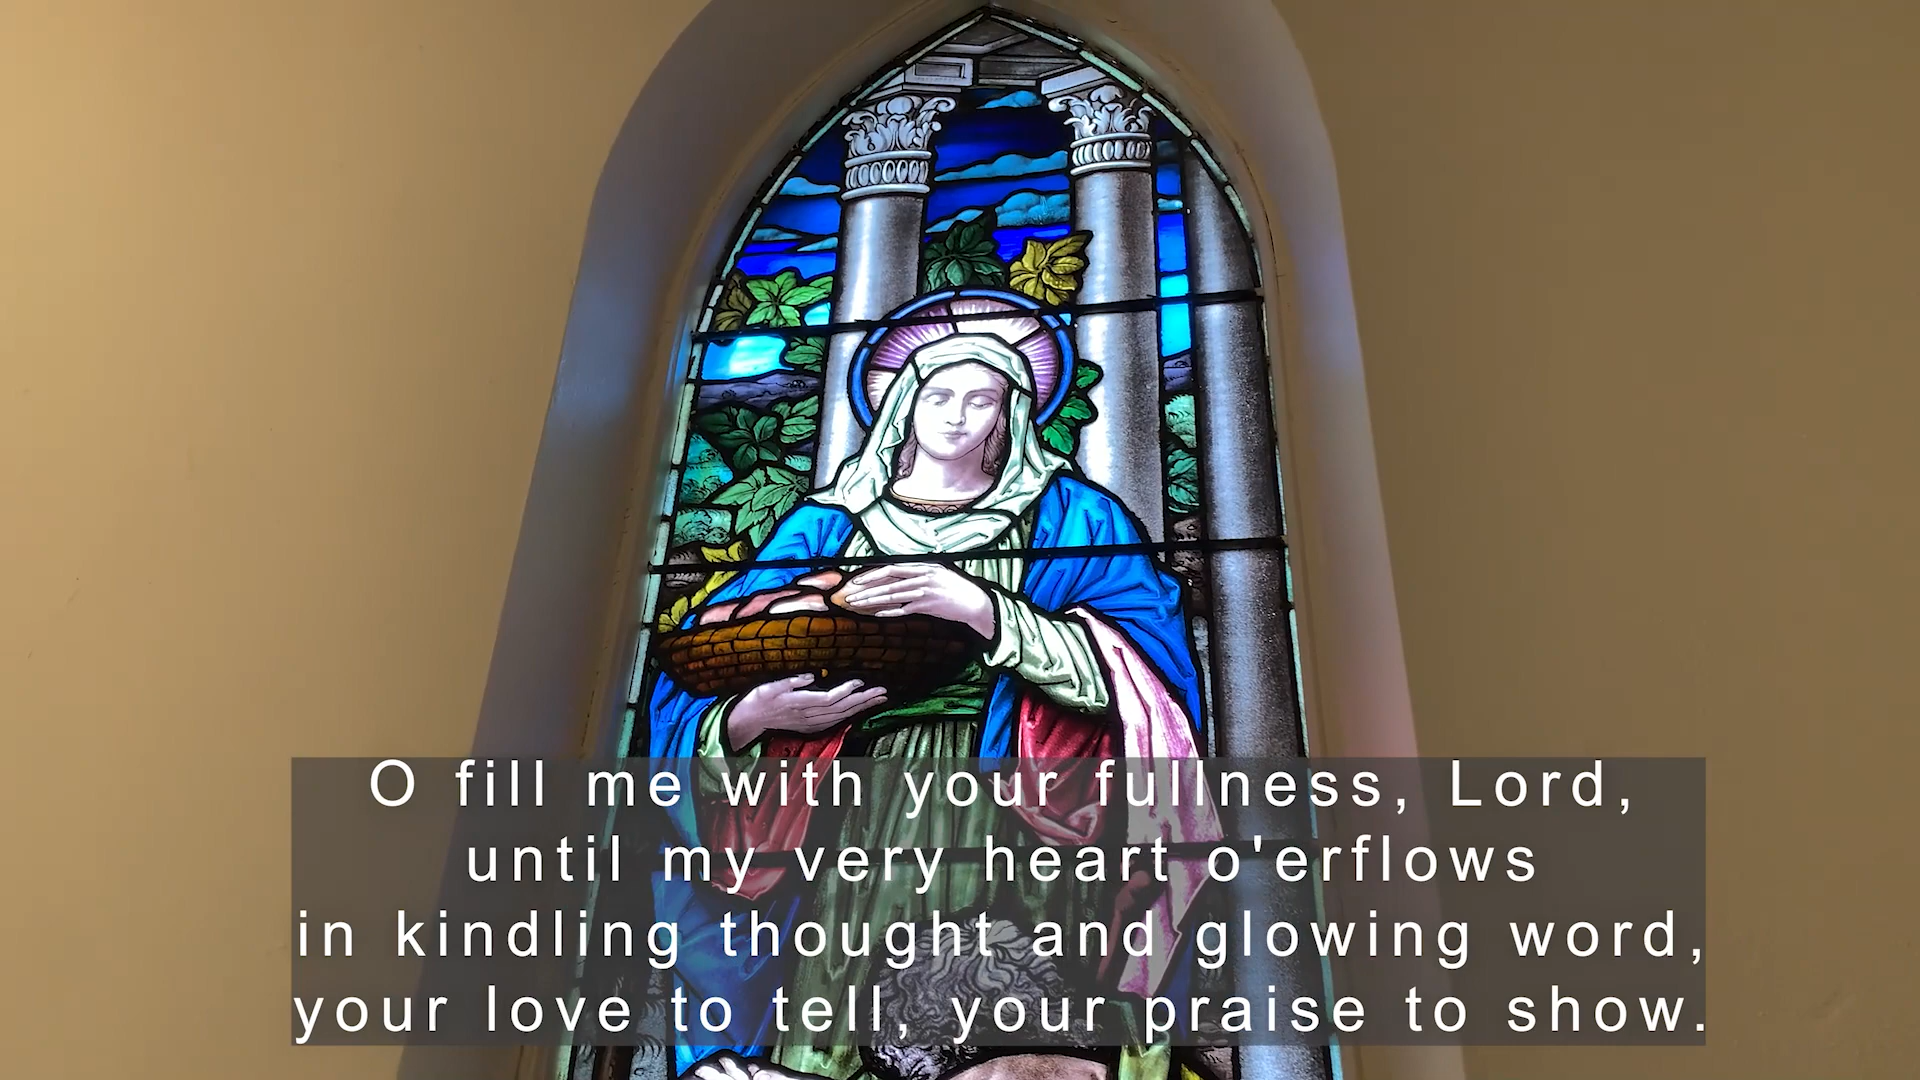 O fill me with your fullness, Lord,
until my very heart o'erflows
in kindling thought and glowing word,
your love to tell, your praise to show.